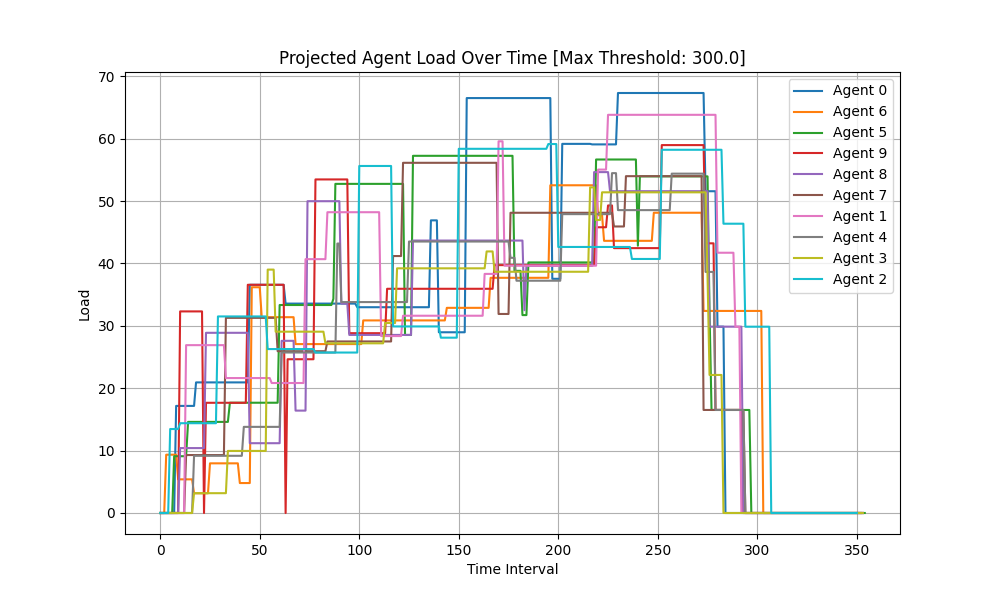 Projected Agent Load Over Time [Max Threshold: 300.0]
70
60
50
40
30
20
10
0
Load
0
50
100
150
200
250
300
350
Time Interval
Agent 0
Agent 6
Agent 5
Agent 9
Agent 8
Agent 7
Agent 1
Agent 4
Agent 3
Agent 2